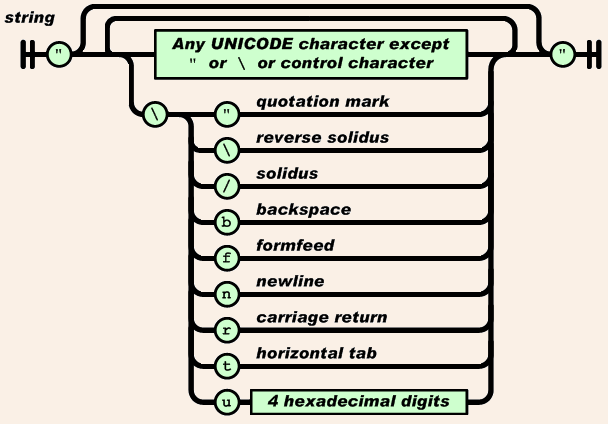 string
" Any UNICODE character except "
" or \ or control character
\ " quotation mark
\ reverse solidus
/ solidus
b backspace
f formfeed
n newline
r carriage return
t horizontal tab
u 4 hexadecimal digits